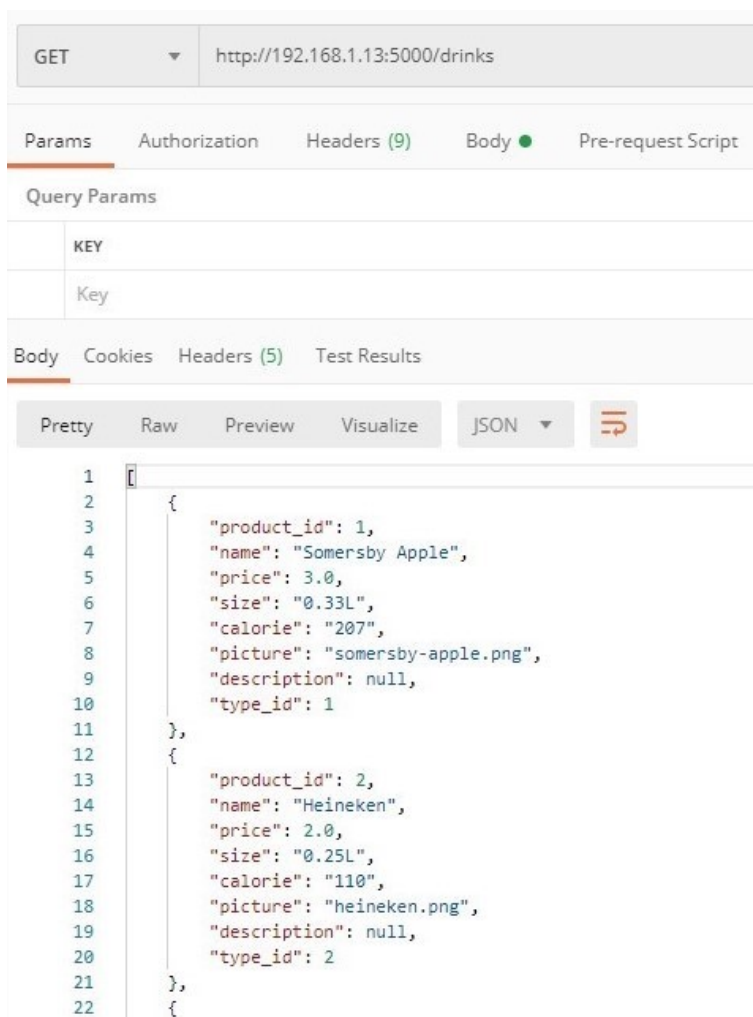 GET http://192.168.1.13:5000/drinks
Params Authorization Headers (9) Body Pre-request Script
Query Params
KEY
Key
Body Cookies Headers (5) Test Results
Pretty Raw Preview Visualize JSON
1 [
2 {
3 "product_id": 1,
4 "name": "Somersby Apple",
5 "price": 3.0,
6 "size": "0.33L",
7 "calorie": "207",
8 "picture": "somersby-apple.png",
9 "description": null,
10 "type_id": 1
11 },
12 {
13 "product_id": 2,
14 "name": "Heineken",
15 "price": 2.0,
16 "size": "0.25L",
17 "calorie": "110",
18 "picture": "heineken.png",
19 "description": null,
20 "type_id": 2
21 },
22 {